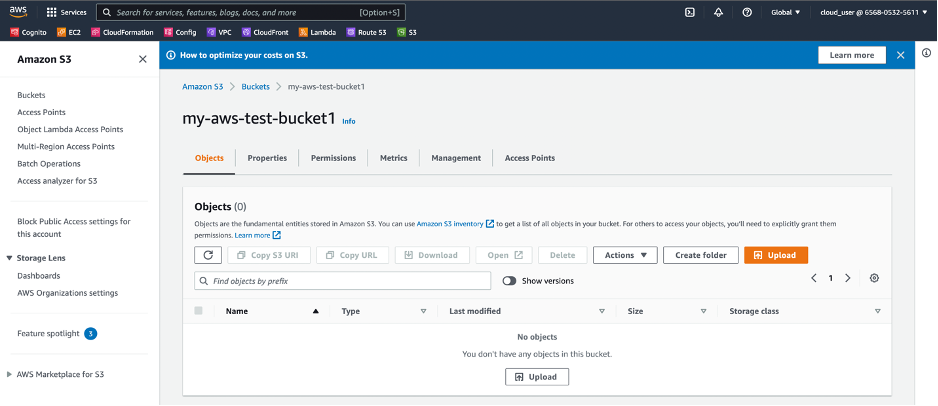 aws
Services
Search for services, features, blogs, docs, and more
[Option+S]
Global
cloud_user @ 6568-0532-5611
Cognito
EC2
CloudFormation
Config
VPC
CloudFront
Lambda
Route 53
S3
Amazon S3
Buckets
Access Points
Object Lambda Access Points
Multi-Region Access Points
Batch Operations
Access analyzer for S3
Block Public Access settings for
this account
Storage Lens
Dashboards
AWS Organizations settings
Feature spotlight 3
AWS Marketplace for S3
How to optimize your costs on S3.
Learn more
Amazon S3 > Buckets > my-aws-test-bucket1
my-aws-test-bucket1 Info
Objects
Properties
Permissions
Metrics
Management
Access Points
Objects (0)
Objects are the fundamental entities stored in Amazon S3. You can use Amazon S3 inventory to get a list of all objects in your bucket. For others to access your objects, you'll need to explicitly grant them
permissions. Learn more
Copy S3 URI
Copy URL
Download
Open
Delete
Actions
Create folder
Upload
Find objects by prefix
Show versions
1
Name
Type
Last modified
Size
Storage class
No objects
You don't have any objects in this bucket.
Upload